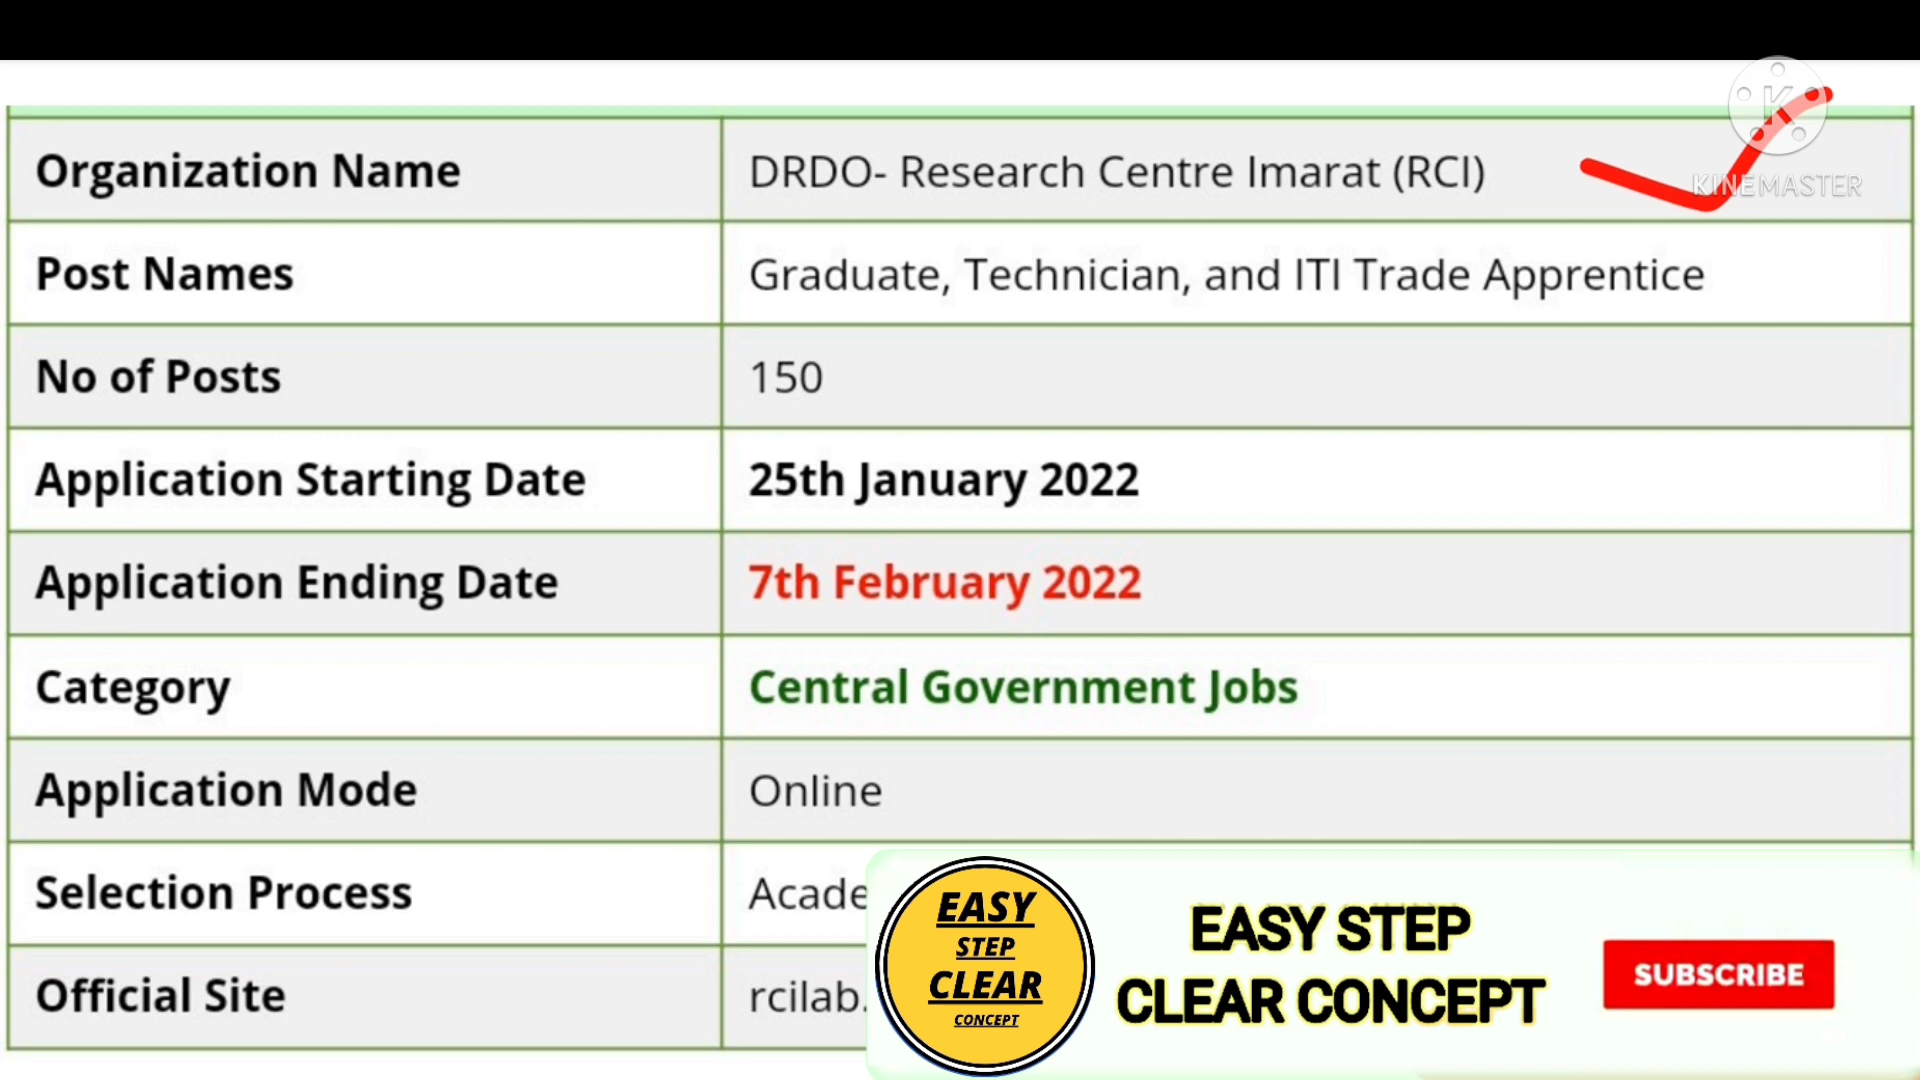 KINEMASTER
Organization Name DRDO- Research Centre Imarat (RCI)
Post Names Graduate, Technician, and ITI Trade Apprentice
No of Posts 150
Application Starting Date 25th January 2022
Application Ending Date 7th February 2022
Category Central Government Jobs
Application Mode Online
Selection Process
Official Site
EASY
STEP
CLEAR
CONCEPT
EASY STEP
CLEAR CONCEPT
SUBSCRIBE